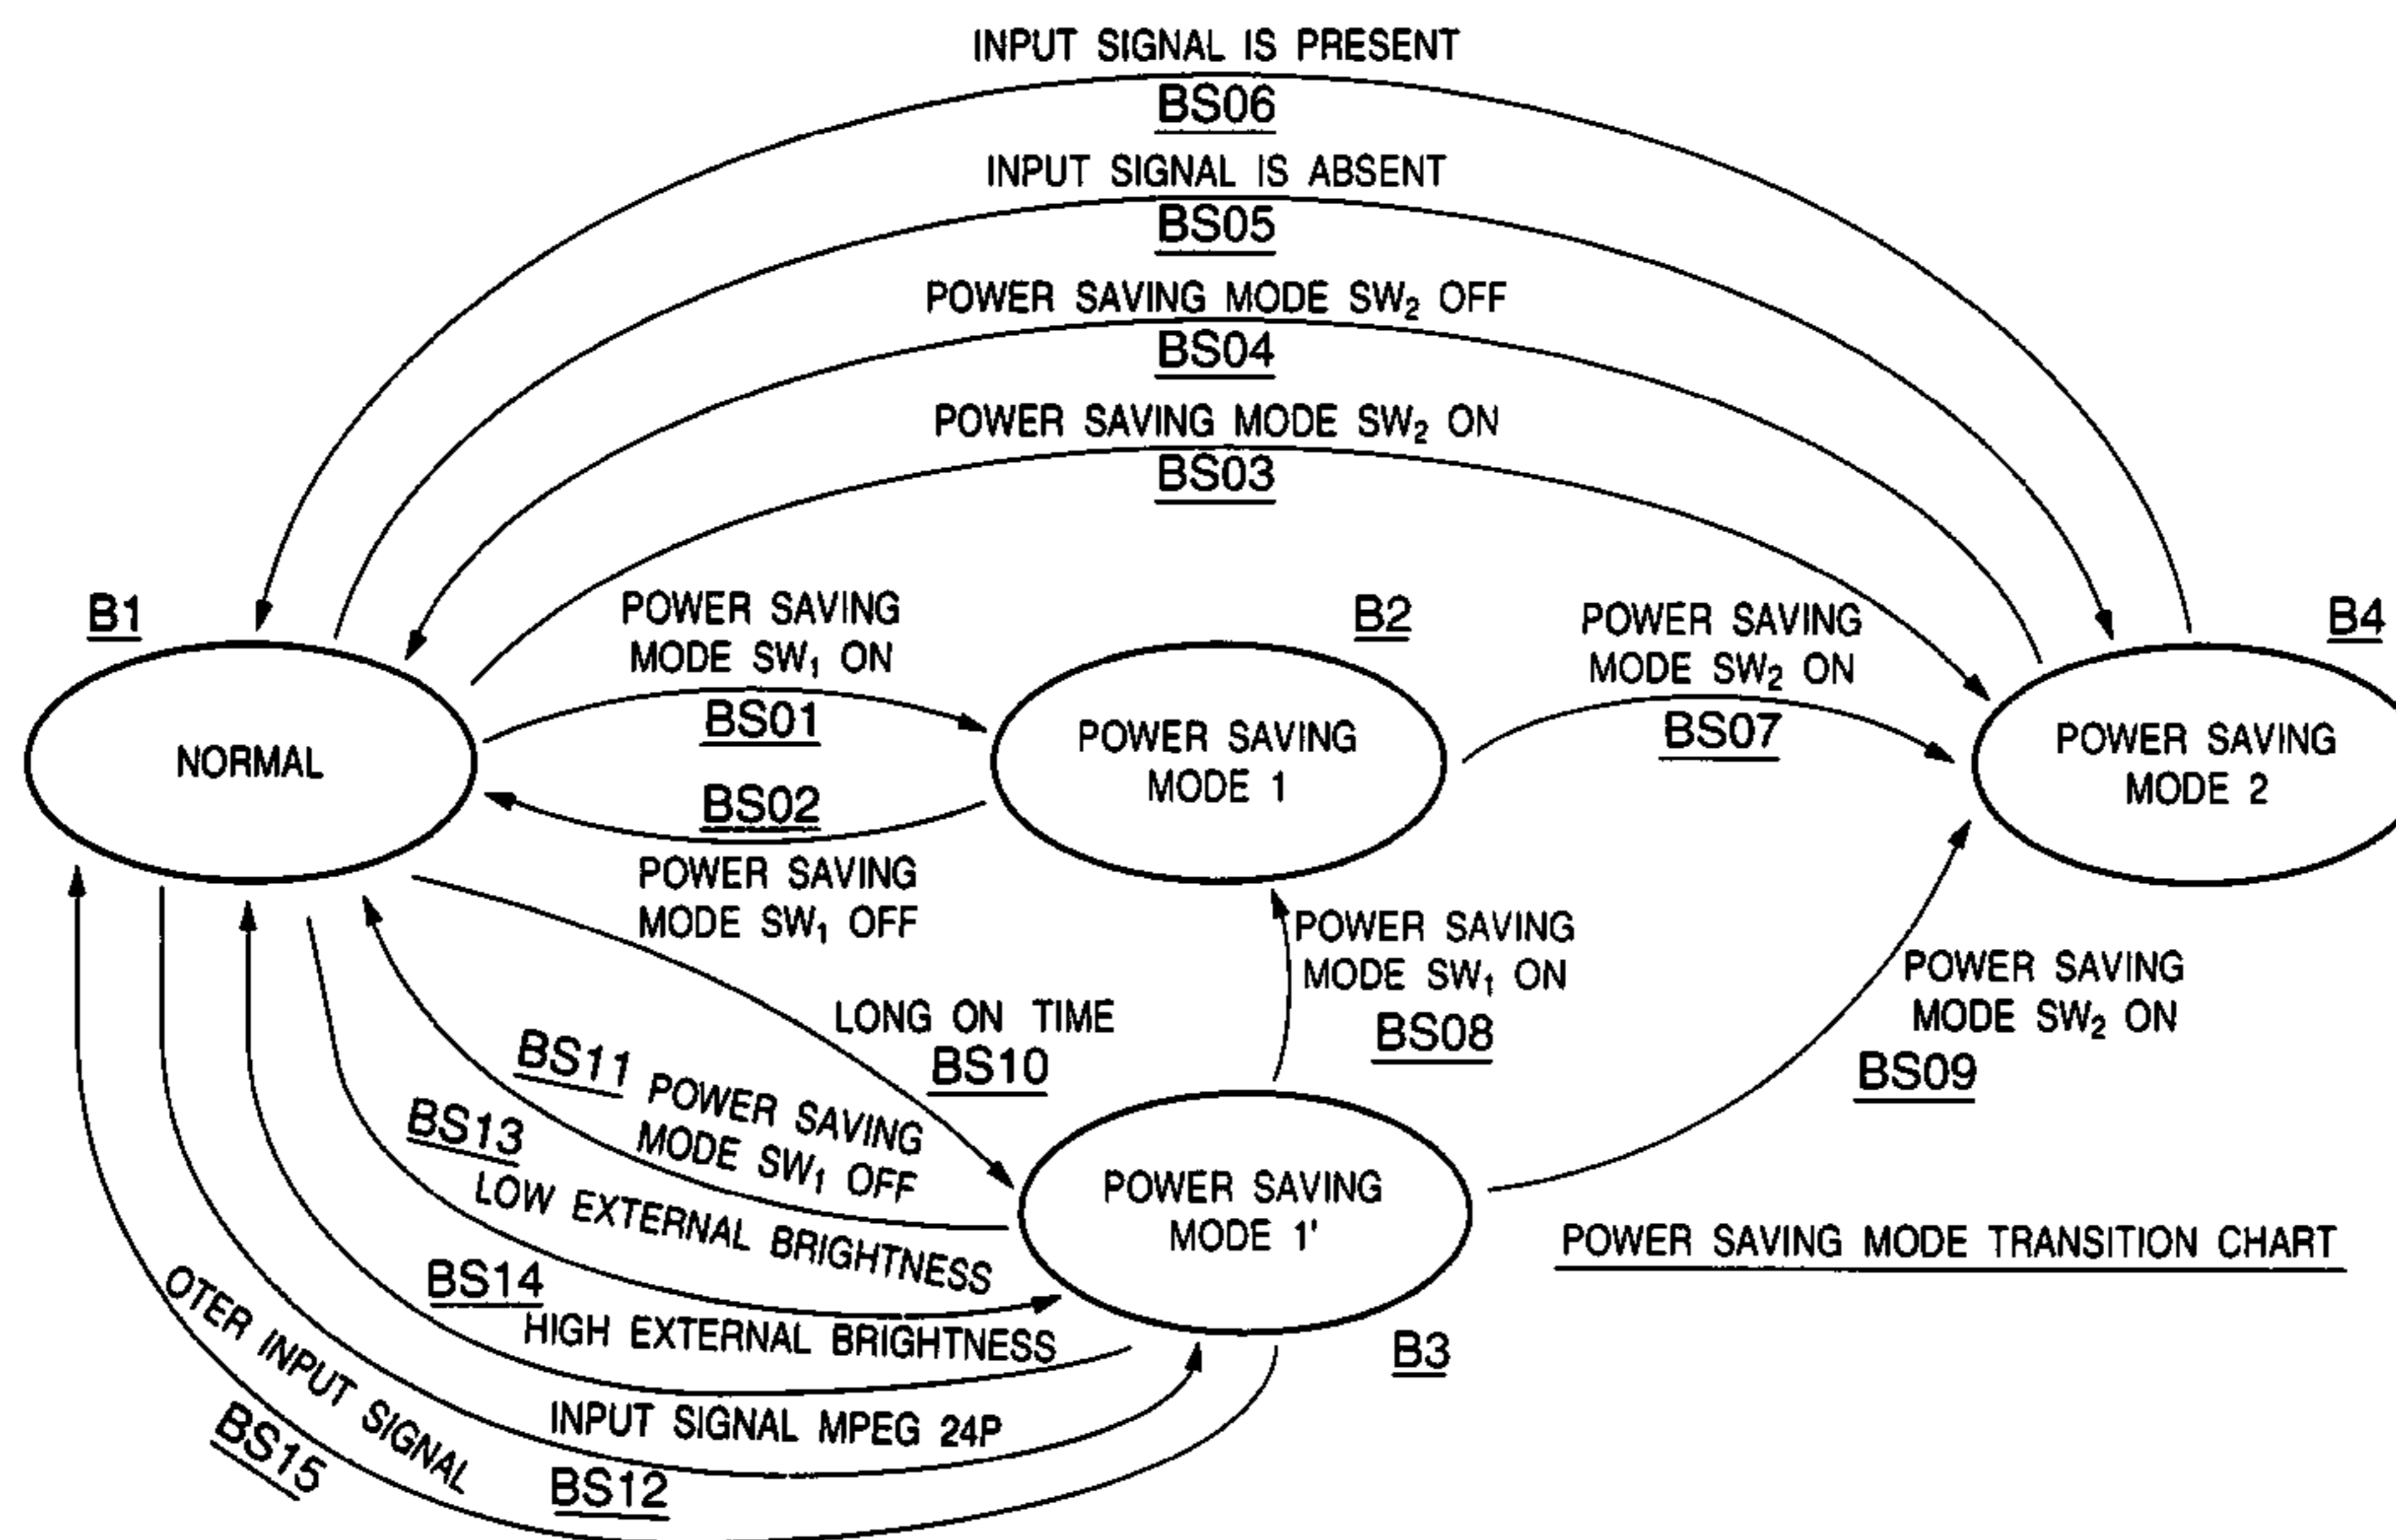 INPUT SIGNAL IS PRESENT
BS06
INPUT SIGNAL IS ABSENT
BS05
POWER SAVING MODE SW₂ OFF
BS04
POWER SAVING MODE SW₂ ON
BS03
B1
POWER SAVING
MODE SW₁ ON
BS01
B2
POWER SAVING
MODE SW₂ ON
BS07
B4
NORMAL
POWER SAVING
MODE 1
POWER SAVING
MODE 2
BS02
POWER SAVING
MODE SW₁ OFF
POWER SAVING
MODE SW₁ ON
BS08
POWER SAVING
MODE SW₂ ON
BS09
LONG ON TIME
BS10
BS11
POWER SAVING
MODE SW₁ OFF
BS13
LOW EXTERNAL BRIGHTNESS
POWER SAVING
MODE 1'
POWER SAVING MODE TRANSITION CHART
BS14
HIGH EXTERNAL BRIGHTNESS
B3
OTER INPUT SIGNAL
BS15
INPUT SIGNAL MPEG 24P
BS12